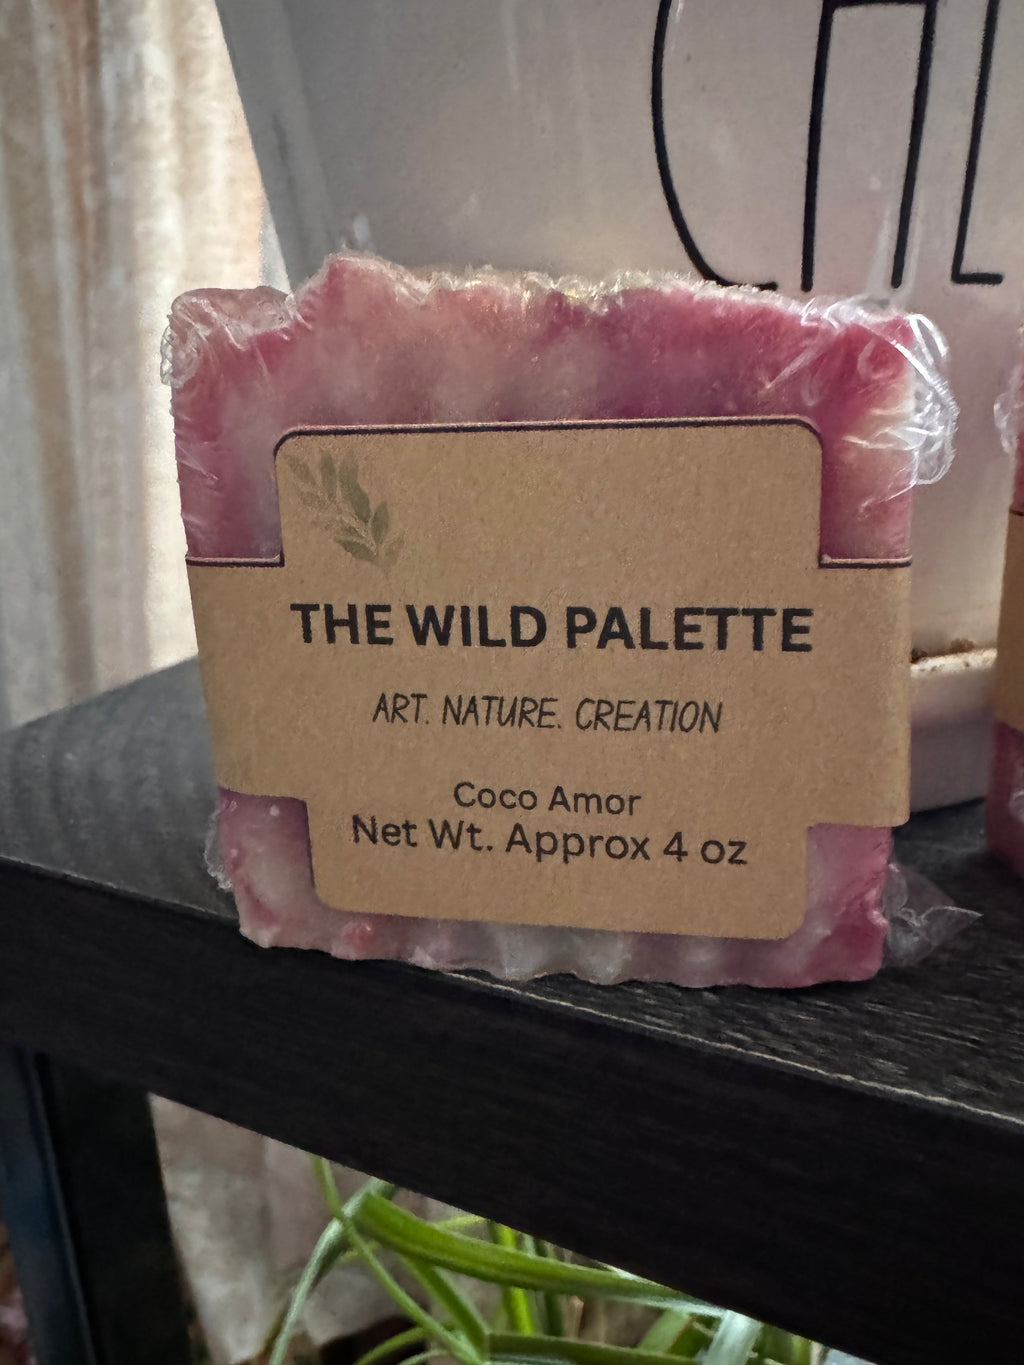 THE WILD PALETTE
ART. NATURE. CREATION
Coco Amor
Net Wt. Approx 4 oz